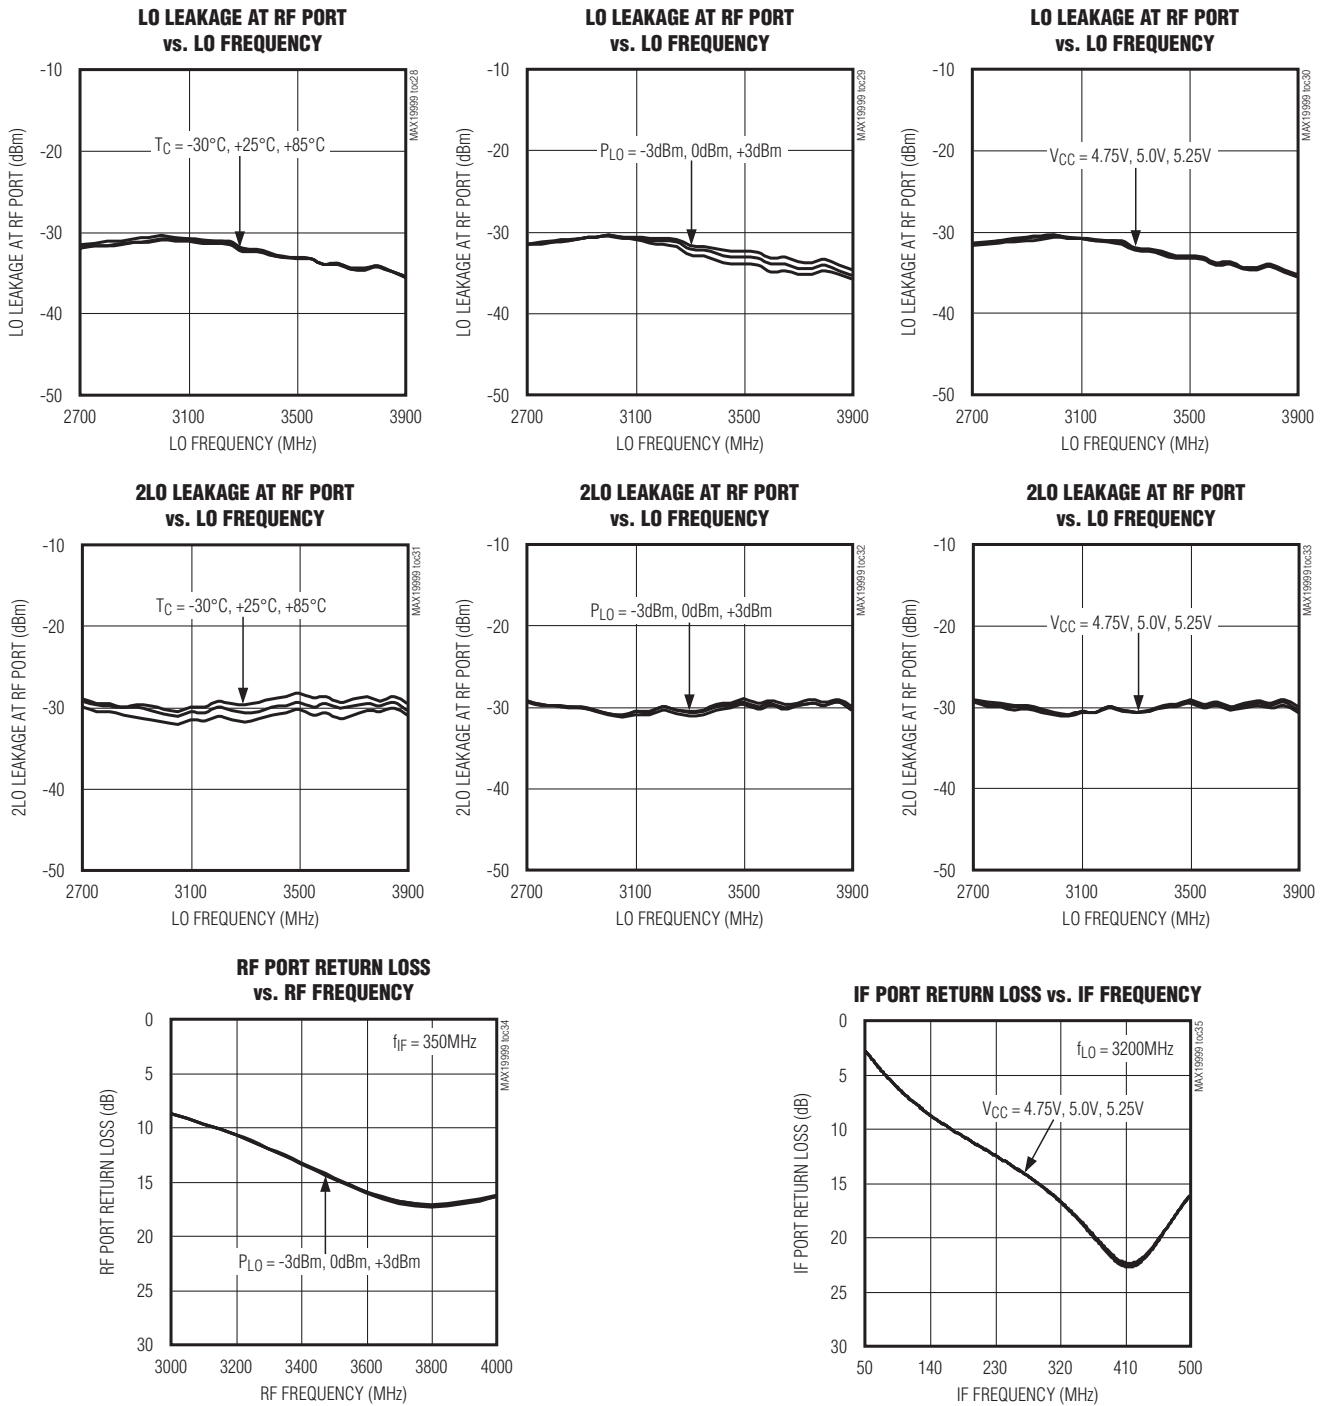 LO LEAKAGE AT RF PORT
vs. LO FREQUENCY
LO LEAKAGE AT RF PORT (dBm)
-10
-20
-30
-40
-50
TC = -30°C, +25°C, +85°C
MAX19999 toc28
2700
3100
3500
3900
LO FREQUENCY (MHz)
LO LEAKAGE AT RF PORT
vs. LO FREQUENCY
LO LEAKAGE AT RF PORT (dBm)
-10
-20
-30
-40
-50
PLO = -3dBm, 0dBm, +3dBm
MAX19999 toc29
2700
3100
3500
3900
LO FREQUENCY (MHz)
LO LEAKAGE AT RF PORT
vs. LO FREQUENCY
LO LEAKAGE AT RF PORT (dBm)
-10
-20
-30
-40
-50
VCC = 4.75V, 5.0V, 5.25V
MAX19999 toc30
2700
3100
3500
3900
LO FREQUENCY (MHz)
2LO LEAKAGE AT RF PORT
vs. LO FREQUENCY
2LO LEAKAGE AT RF PORT (dBm)
-10
-20
-30
-40
-50
TC = -30°C, +25°C, +85°C
MAX19999 toc31
2700
3100
3500
3900
LO FREQUENCY (MHz)
2LO LEAKAGE AT RF PORT
vs. LO FREQUENCY
2LO LEAKAGE AT RF PORT (dBm)
-10
-20
-30
-40
-50
PLO = -3dBm, 0dBm, +3dBm
MAX19999 toc32
2700
3100
3500
3900
LO FREQUENCY (MHz)
2LO LEAKAGE AT RF PORT
vs. LO FREQUENCY
2LO LEAKAGE AT RF PORT (dBm)
-10
-20
-30
-40
-50
VCC = 4.75V, 5.0V, 5.25V
MAX19999 toc33
2700
3100
3500
3900
LO FREQUENCY (MHz)
RF PORT RETURN LOSS
vs. RF FREQUENCY
RF PORT RETURN LOSS (dB)
0
5
10
15
20
25
30
fIF = 350MHz
PLO = -3dBm, 0dBm, +3dBm
MAX19999 toc34
3000
3200
3400
3600
3800
4000
RF FREQUENCY (MHz)
IF PORT RETURN LOSS vs. IF FREQUENCY
IF PORT RETURN LOSS (dB)
0
5
10
15
20
25
30
fLO = 3200MHz
VCC = 4.75V, 5.0V, 5.25V
MAX19999 toc35
50
140
230
320
410
500
IF FREQUENCY (MHz)